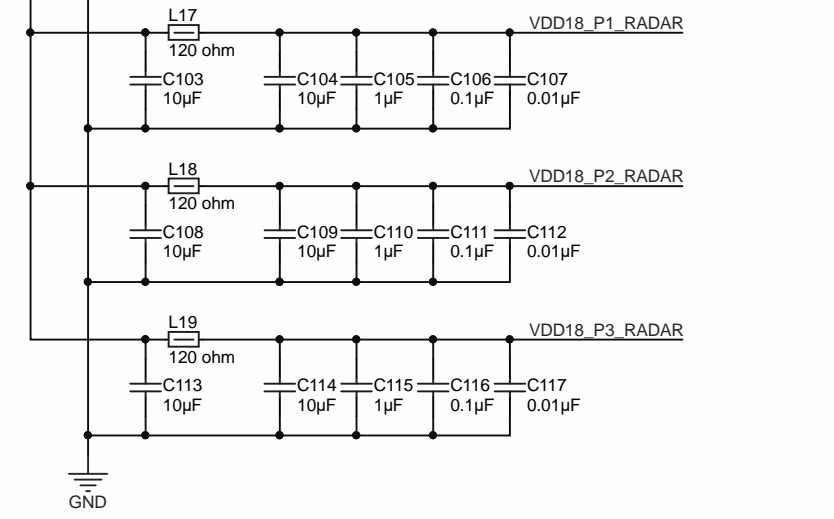 L17
VDD18_P1_RADAR
120 ohm
C103
C104
C105
C106
C107
10µF
10µF
1µF
0.1µF
0.01µF
L18
VDD18_P2_RADAR
120 ohm
C108
C109
C110
C111
C112
10µF
10µF
1µF
0.1µF
0.01µF
L19
VDD18_P3_RADAR
120 ohm
C113
C114
C115
C116
C117
10µF
10µF
1µF
0.1µF
0.01µF
GND